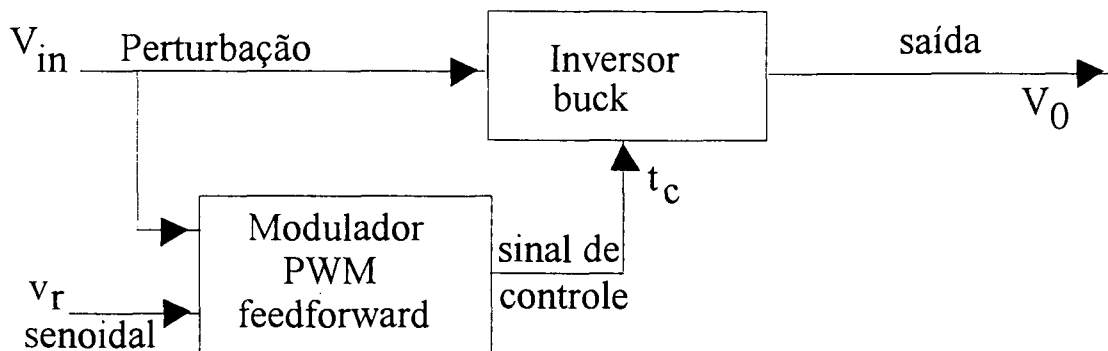 V_in
Perturbação
Inversor
buck
saída
V_0
t_c
Modulador
PWM
feedforward
sinal de
controle
v_r
senoidal